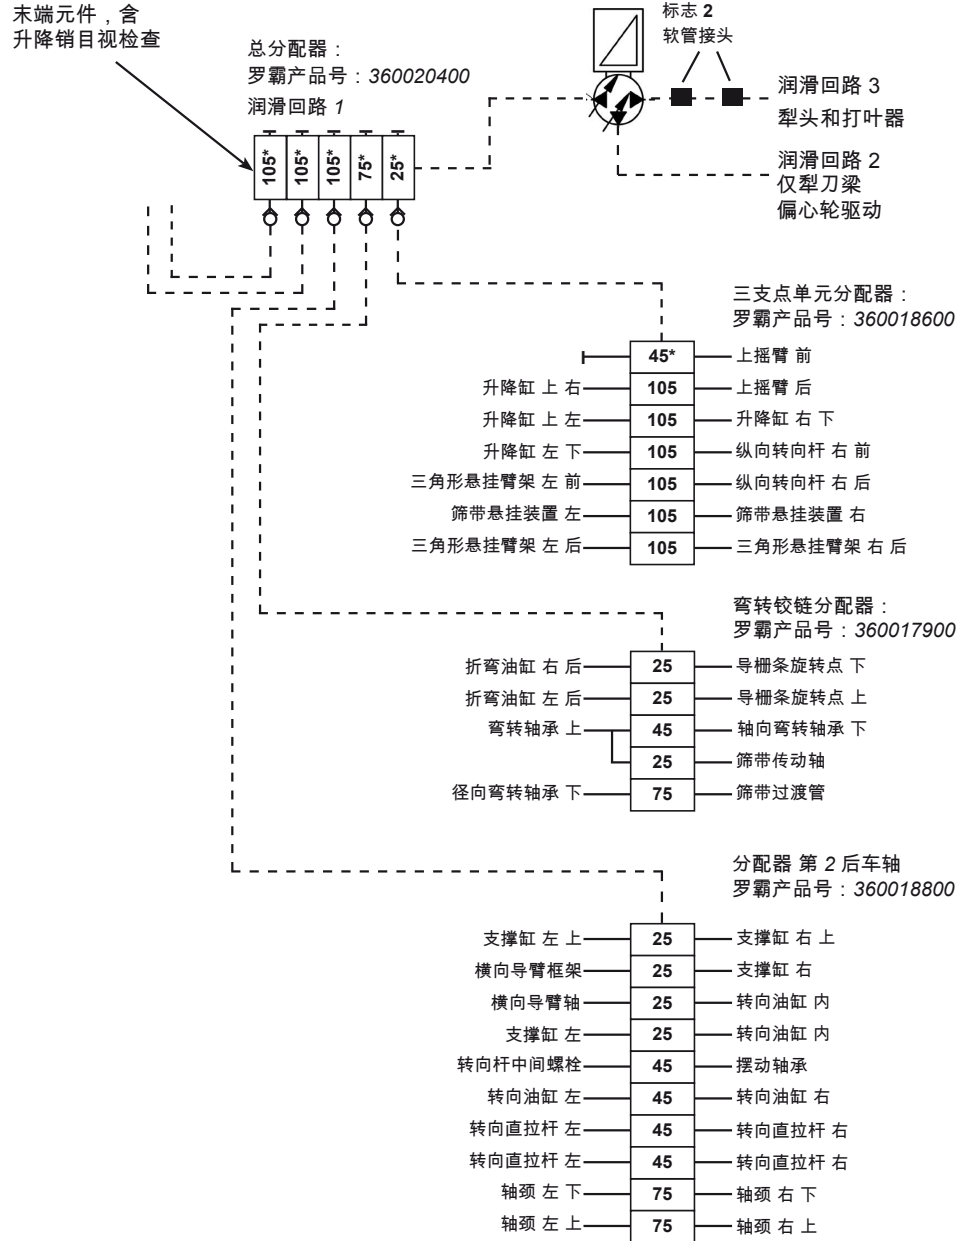 末端元件，含
升降销目视检查
总分配器：
罗霸产品号：360020400
润滑回路 1
105*
105*
105*
75*
25*
标志 2
软管接头
润滑回路 3
犁头和打叶器
润滑回路 2
仅犁刀梁
偏心轮驱动
三支点单元分配器：
罗霸产品号：360018600
45* 上摇臂 前
升降缸 上 右 105 上摇臂 后
升降缸 上 左 105 升降缸 右 下
升降缸 左 下 105 纵向转向杆 右 前
三角形悬挂臂架 左 前 105 纵向转向杆 右 后
筛带悬挂装置 左 105 筛带悬挂装置 右
三角形悬挂臂架 左 后 105 三角形悬挂臂架 右 后
弯转铰链分配器：
罗霸产品号：360017900
折弯油缸 右 后 25 导栅条旋转点 下
折弯油缸 左 后 25 导栅条旋转点 上
弯转轴承 上 45 轴向弯转轴承 下
25 筛带传动轴
径向弯转轴承 下 75 筛带过渡管
分配器 第 2 后车轴
罗霸产品号：360018800
支撑缸 左 上 25 支撑缸 右 上
横向导臂框架 25 支撑缸 右
横向导臂轴 25 转向油缸 内
支撑缸 左 25 转向油缸 内
转向杆中间螺栓 45 摆动轴承
转向油缸 左 45 转向油缸 右
转向直拉杆 左 45 转向直拉杆 右
转向直拉杆 左 45 转向直拉杆 右
轴颈 左 下 75 轴颈 右 下
轴颈 左 上 75 轴颈 右 上